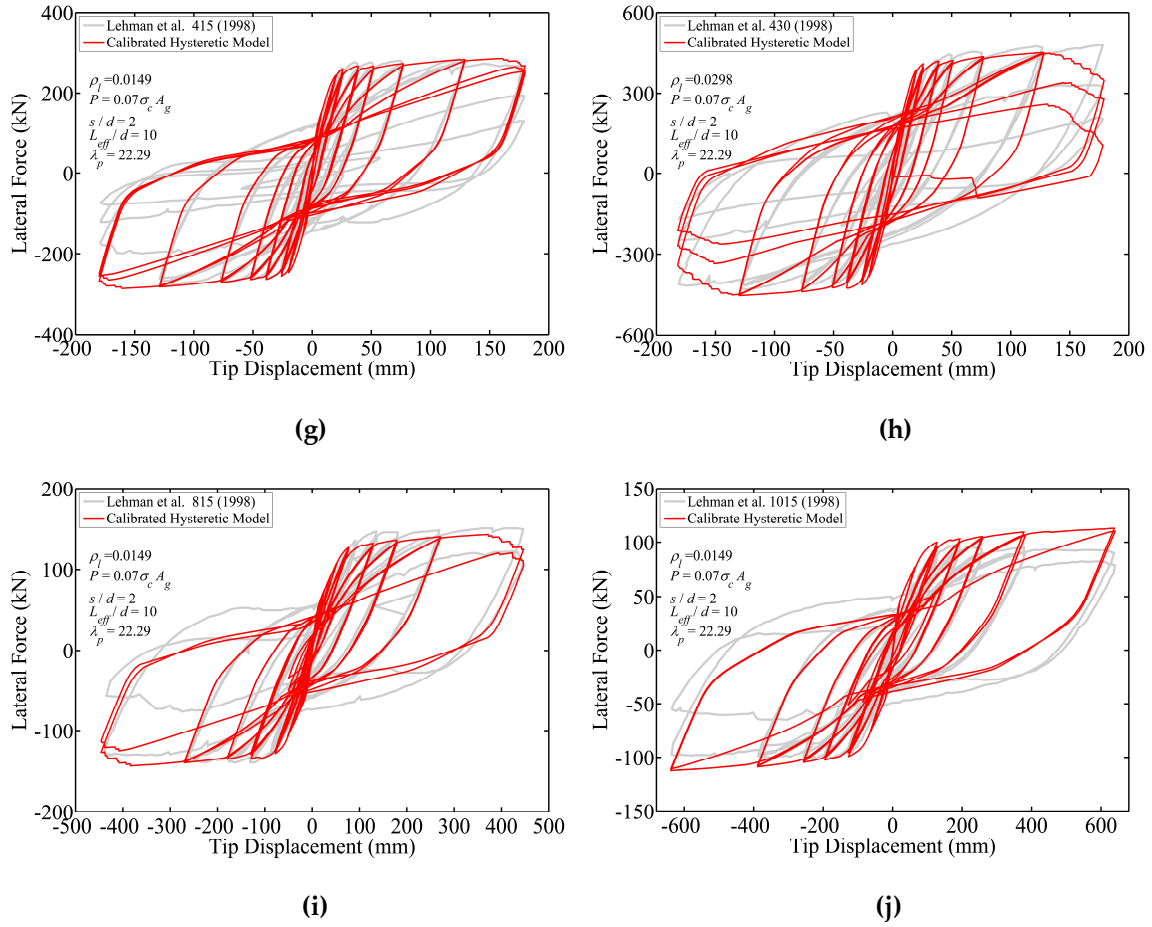 400
Lehman et al. 415 (1998)
Calibrated Hysteretic Model
ρl =0.0149
P = 0.07σc Ag
s / d = 2
Leff / d = 10
λp = 22.29
200
0
-200
-400
Lateral Force (kN)
-200 -150 -100 -50 0 50 100 150 200
Tip Displacement (mm)
(g)
600
Lehman et al. 430 (1998)
Calibrated Hysteretic Model
ρl =0.0298
P = 0.07σc Ag
s / d = 2
Leff / d = 10
λp = 22.29
300
0
-300
-600
Lateral Force (kN)
-200 -150 -100 -50 0 50 100 150 200
Tip Displacement (mm)
(h)
200
Lehman et al. 815 (1998)
Calibrated Hysteretic Model
ρl =0.0149
P = 0.07σc Ag
s / d = 2
Leff / d = 10
λp = 22.29
100
0
-100
-200
Lateral Force (kN)
-500 -400 -300 -200 -100 0 100 200 300 400 500
Tip Displacement (mm)
(i)
150
Lehman et al. 1015 (1998)
Calibrate Hysteretic Model
ρl =0.0149
P = 0.07σc Ag
s / d = 2
Leff / d = 10
λp = 22.29
100
50
0
-50
-100
-150
Lateral Force (kN)
-600 -400 -200 0 200 400 600
Tip Displacement (mm)
(j)